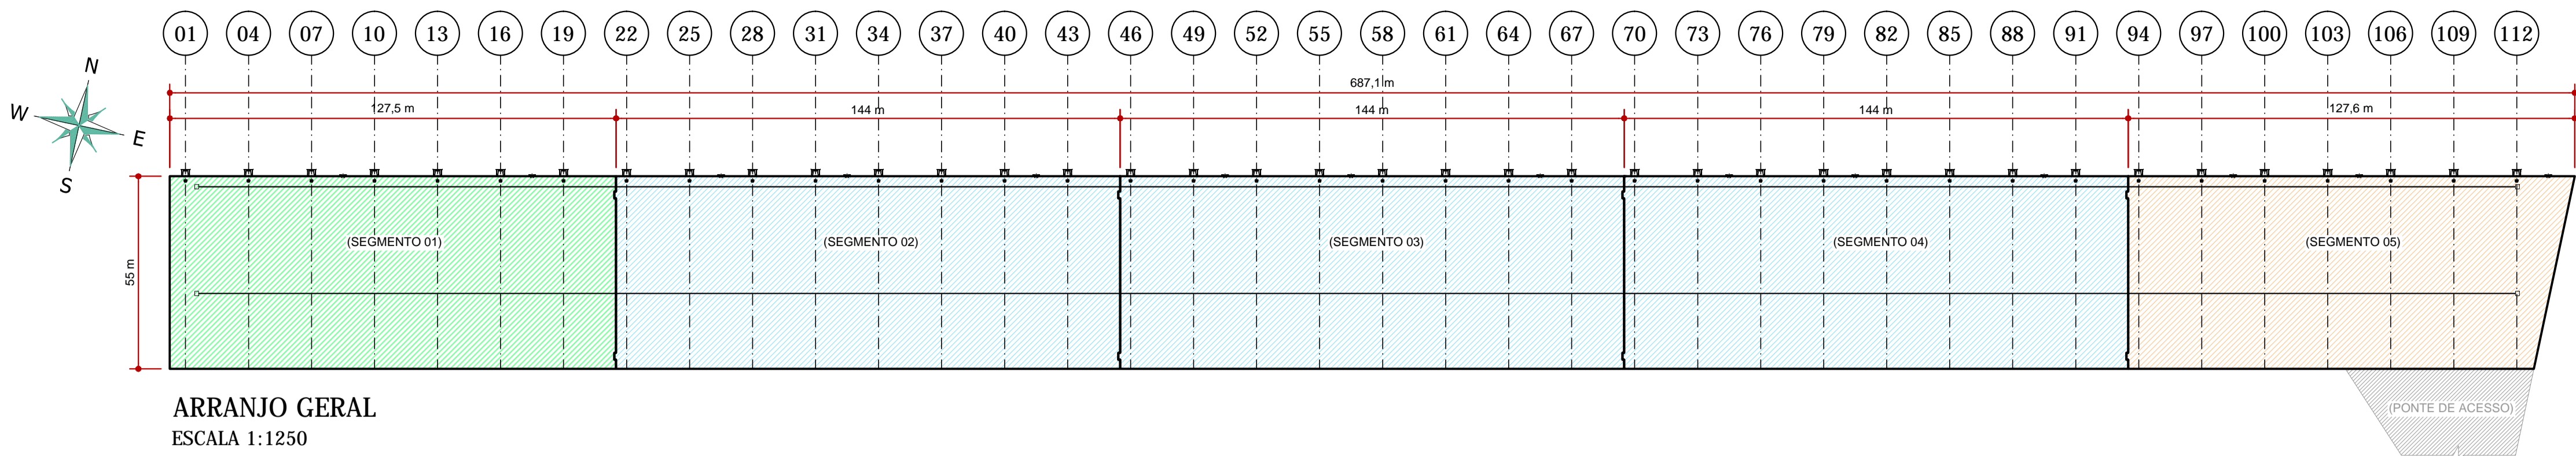 01 04 07 10 13 16 19 22 25 28 31 34 37 40 43 46 49 52 55 58 61 64 67 70 73 76 79 82 85 88 91 94 97 100 103 106 109 112
N
W
E
S
687,1 m
127,5 m 144 m 144 m 144 m 127,6 m
55 m
(SEGMENTO 01) (SEGMENTO 02) (SEGMENTO 03) (SEGMENTO 04) (SEGMENTO 05)
(PONTE DE ACESSO)
ARRANJO GERAL
ESCALA 1:1250